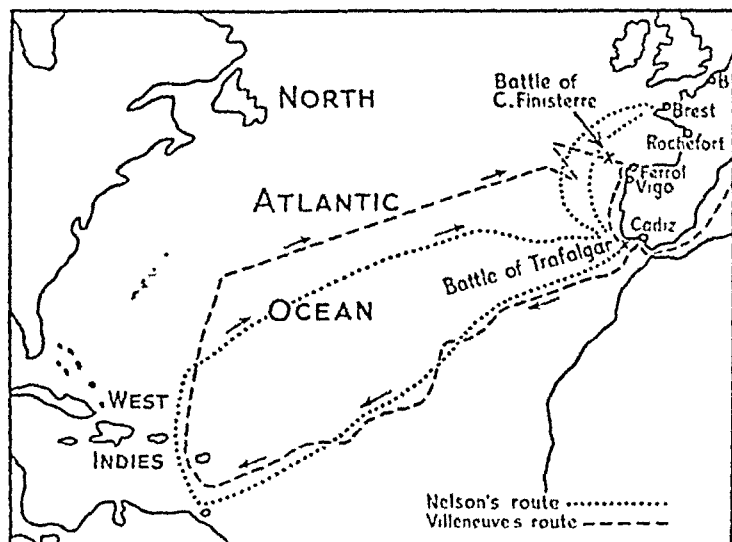 NORTH
ATLANTIC
OCEAN
WEST
INDIES
Battle of
C. Finisterre
B
Brest
Rochefort
Ferrol
Vigo
Cadiz
Battle of Trafalgar
Nelson's route
Villeneuve's route